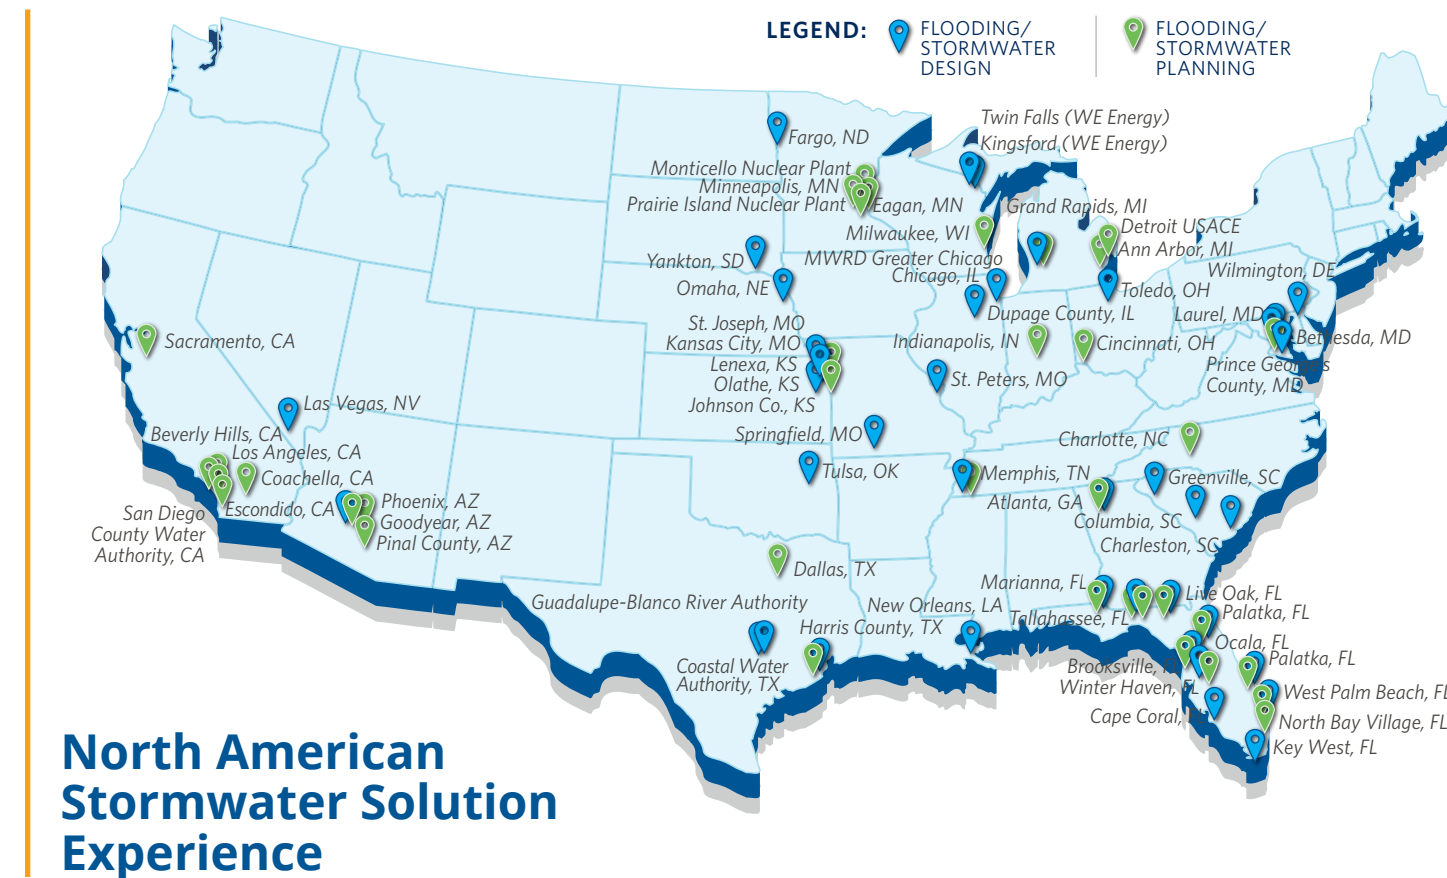 LEGEND:
FLOODING/
STORMWATER
DESIGN
FLOODING/
STORMWATER
PLANNING
Twin Falls (WE Energy)
Kingsford (WE Energy)
Fargo, ND
Monticello Nuclear Plant
Minneapolis, MN
Prairie Island Nuclear Plant
Eagan, MN
Grand Rapids, MI
Milwaukee, WI
Detroit USACE
Ann Arbor, MI
Yankton, SD
MWRD Greater Chicago
Chicago, IL
Omaha, NE
Wilmington, DE
Toledo, OH
Dupage County, IL
Laurel, MD
St. Joseph, MO
Kansas City, MO
Sacramento, CA
Indianapolis, IN
Cincinnati, OH
Bethesda, MD
Lenexa, KS
Olathe, KS
Johnson Co., KS
St. Peters, MO
Prince George's
County, MD
Las Vegas, NV
Springfield, MO
Charlotte, NC
Beverly Hills, CA
Los Angeles, CA
Coachella, CA
Tulsa, OK
Memphis, TN
Greenville, SC
Escondido, CA
Phoenix, AZ
Goodyear, AZ
Pinal County, AZ
Atlanta, GA
Columbia, SC
Charleston, SC
San Diego
County Water
Authority, CA
Dallas, TX
Marianna, FL
Live Oak, FL
Guadalupe-Blanco River Authority
New Orleans, LA
Tallahassee, FL
Palatka, FL
Harris County, TX
Ocala, FL
Coastal Water
Authority, TX
Brooksville,
Palatka, FL
Winter Haven, FL
West Palm Beach, FL
Cape Coral,
North Bay Village, FL
Key West, FL
North American
Stormwater Solution
Experience